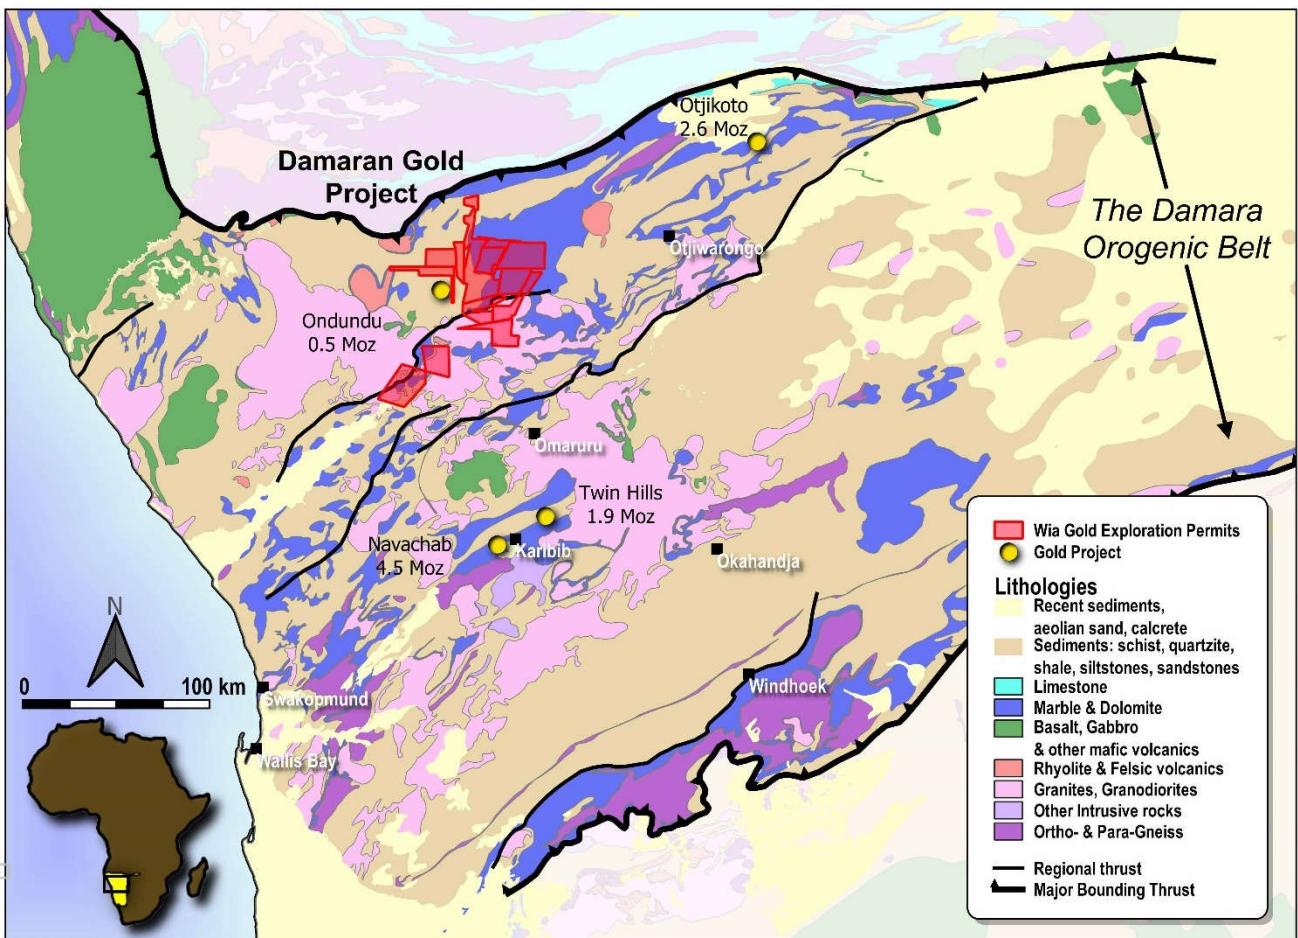 Otjikoto
2.6 Moz
Damaran Gold
Project
The Damara
Orogenic Belt
Otjiwarongo
Ondundu
0.5 Moz
Omaruru
Twin Hills
1.9 Moz
Navachab
4.5 Moz
Karibib
Okahandja
Windhoek
Swakopmund
Wallis Bay
N
0 100 km
Wia Gold Exploration Permits
Gold Project
Lithologies
Recent sediments,
aeolian sand, calcrete
Sediments: schist, quartzite,
shale, siltstones, sandstones
Limestone
Marble & Dolomite
Basalt, Gabbro
& other mafic volcanics
Rhyolite & Felsic volcanics
Granites, Granodiorites
Other Intrusive rocks
Ortho- & Para-Gneiss
Regional thrust
Major Bounding Thrust